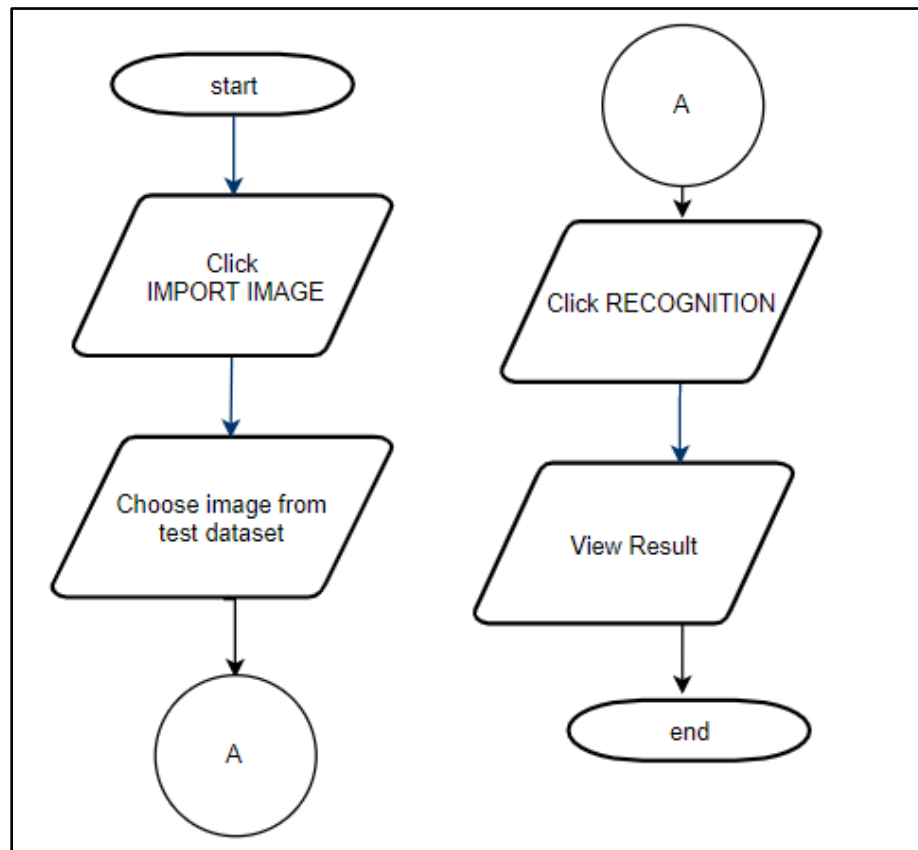 start
Click
IMPORT IMAGE
Choose image from
test dataset
A
A
Click RECOGNITION
View Result
end